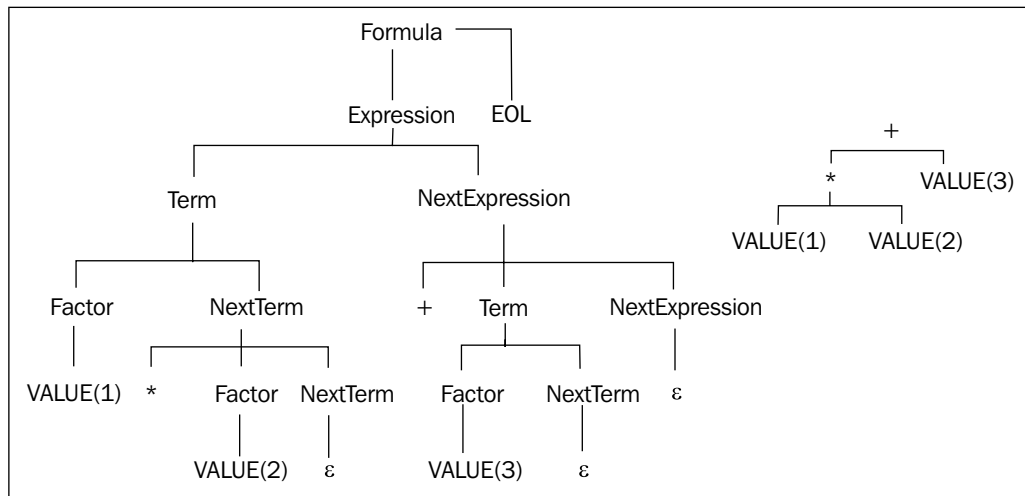 Formula
Expression EOL
+
* VALUE(3)
Term NextExpression
VALUE(1) VALUE(2)
Factor NextTerm + Term NextExpression
VALUE(1) * Factor NextTerm Factor NextTerm ε
VALUE(2) ε VALUE(3) ε